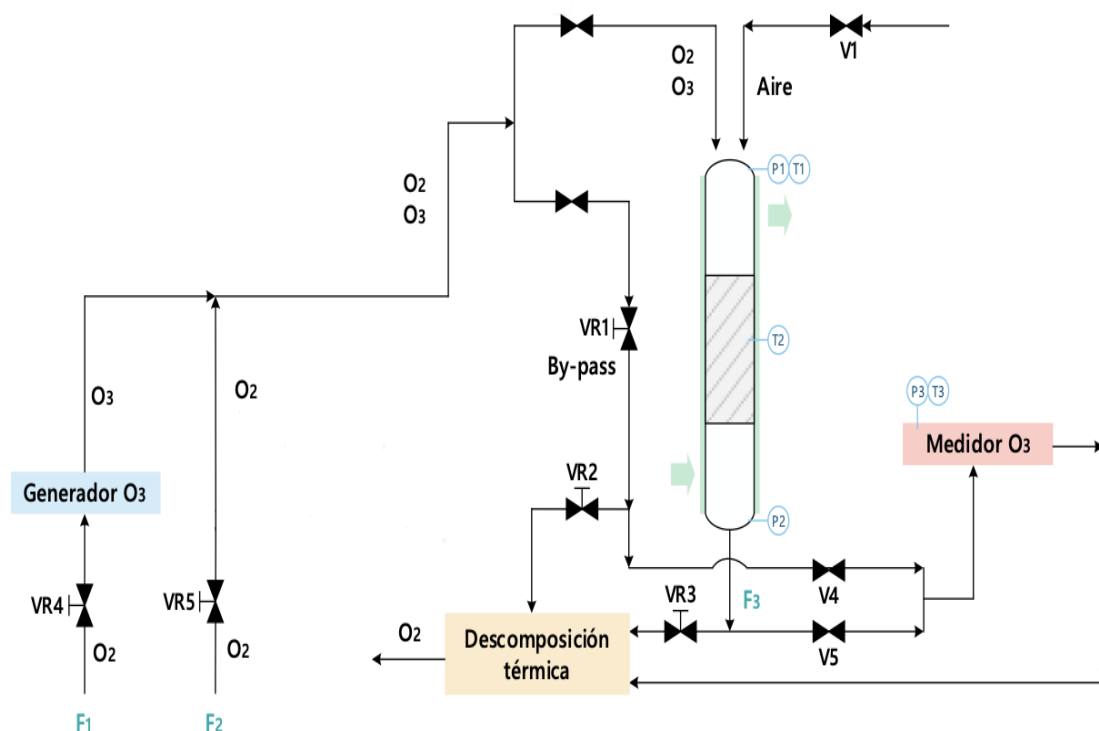 V1
O2
O3
Aire
P1
T1
O2
O3
VR1
T2
By-pass
O3
O2
P3
T3
Medidor O3
Generador O3
VR2
P2
VR4
VR5
VR3
F3
V4
O2
O2
O2
Descomposición
térmica
V5
F1
F2